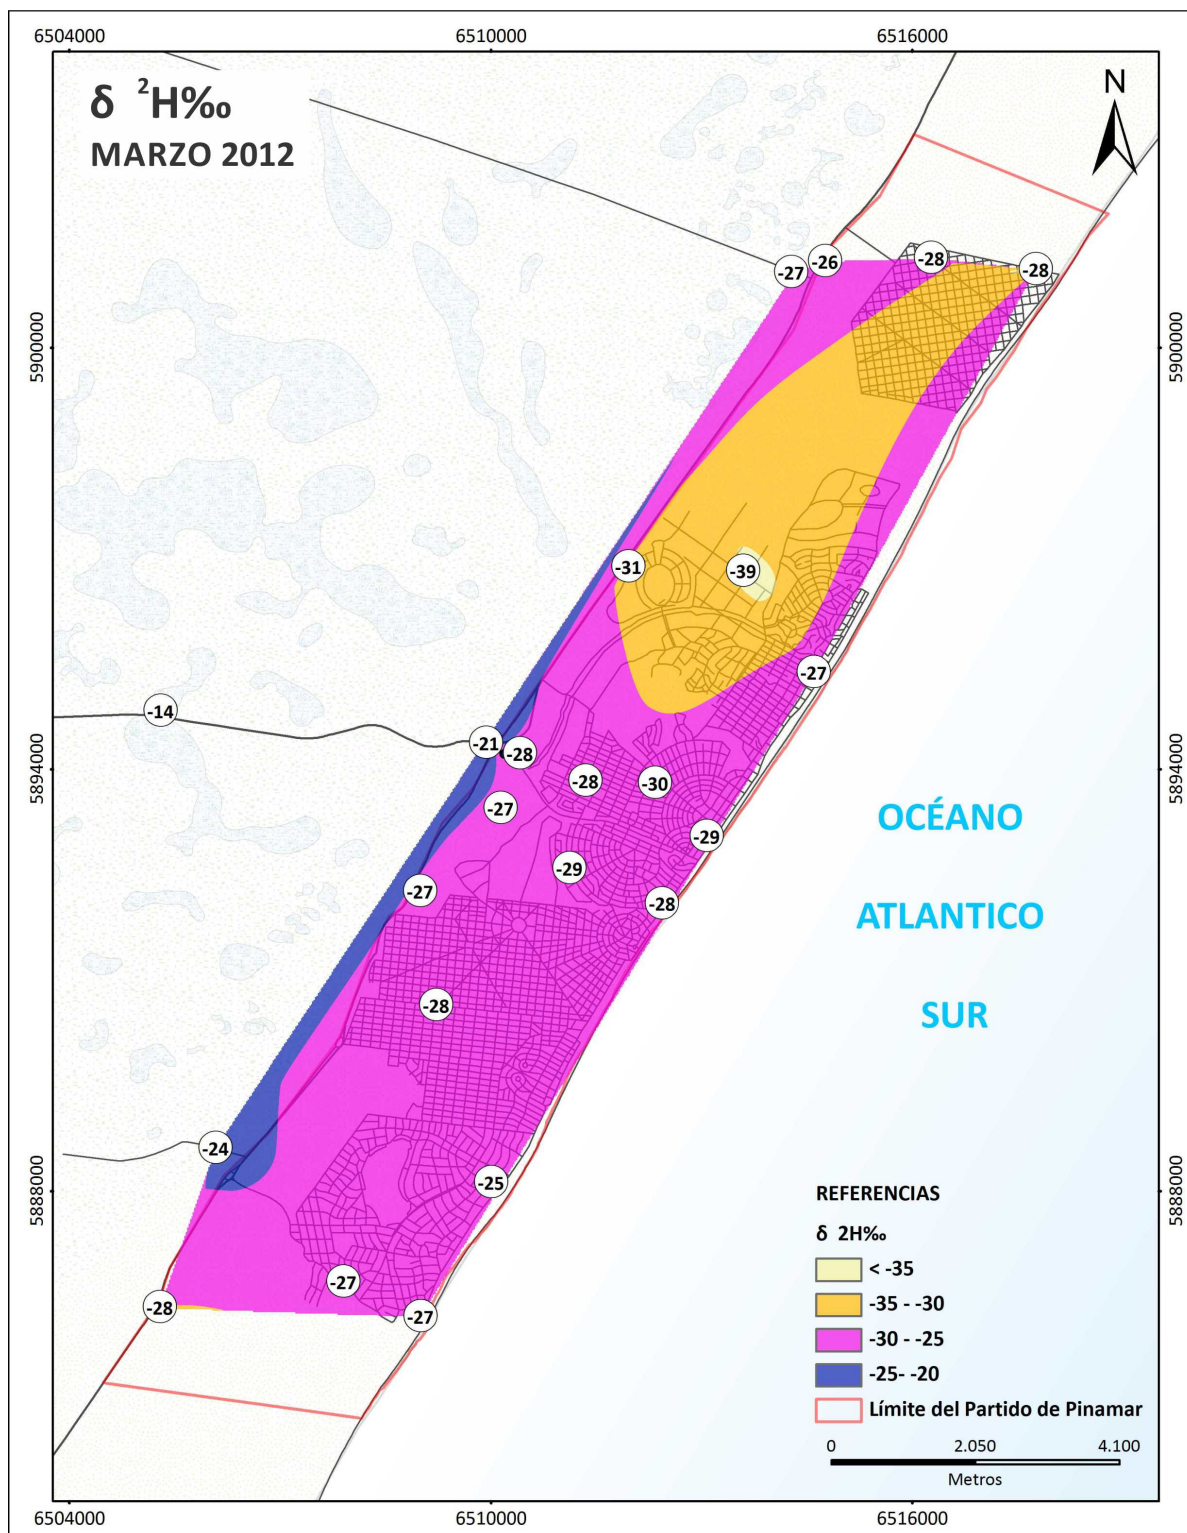 6504000
6510000
6516000
δ ²H‰
MARZO 2012
N
-26
-28
-27
-28
5900000
5900000
-31
-39
-27
-14
-21
-28
5894000
5894000
-28
-30
-27
OCÉANO
-29
-29
-27
-28
ATLANTICO
-28
SUR
-24
-25
5888000
5888000
REFERENCIAS
δ 2H‰
< -35
-27
-35 - -30
-28
-27
-30 - -25
-25- -20
Límite del Partido de Pinamar
0 2.050 4.100
Metros
6504000
6510000
6516000